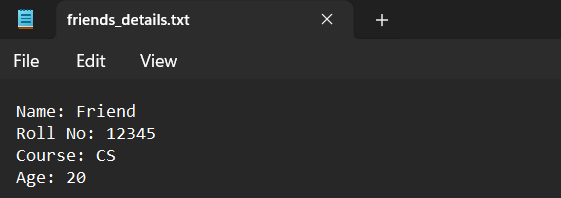 friends_details.txt
File Edit View
Name: Friend
Roll No: 12345
Course: CS
Age: 20